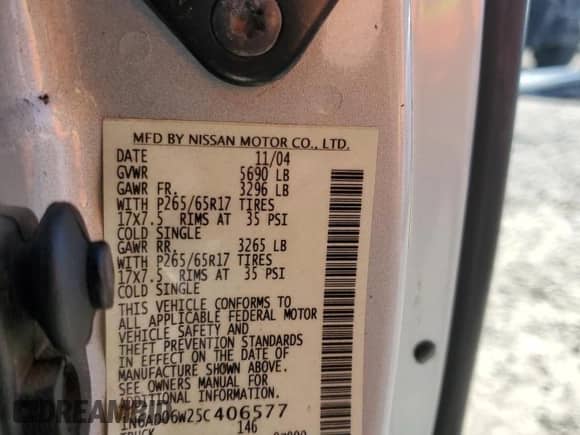 MFD BY NISSAN MOTOR CO., LTD.
DATE 11/04
GVWR 5690 LB
GAWR FR. 3296 LB
WITH P265/65R17 TIRES
17X7.5 RIMS AT 35 PSI
COLD SINGLE
GAWR RR. 3265 LB
WITH P265/65R17 TIRES
17X7.5 RIMS AT 35 PSI
COLD SINGLE
THIS VEHICLE CONFORMS TO
ALL APPLICABLE FEDERAL MOTOR
VEHICLE SAFETY AND
THEFT PREVENTION STANDARDS
IN EFFECT ON THE DATE OF
MANUFACTURE SHOWN ABOVE.
SEE OWNERS MANUAL FOR
ADDITIONAL INFORMATION
1N6AD06W25C406577
146
TRUCK